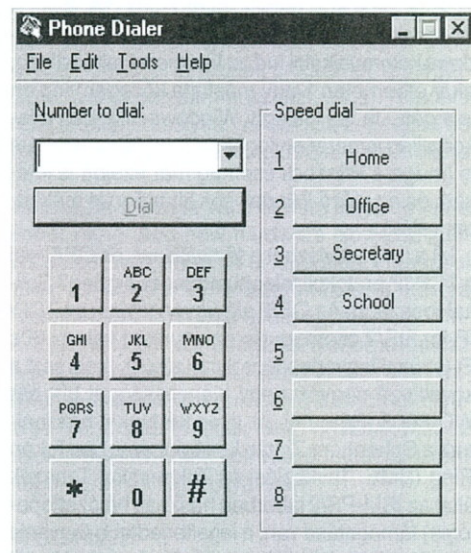 Phone Dialer
File Edit Tools Help
Number to dial:
Dial
1
ABC 2
DEF 3
GHI 4
JKL 5
MNO 6
PQRS 7
TUV 8
WXYZ 9
*
0
#
Speed dial
1 Home
2 Office
3 Secretary
4 School
5
6
7
8